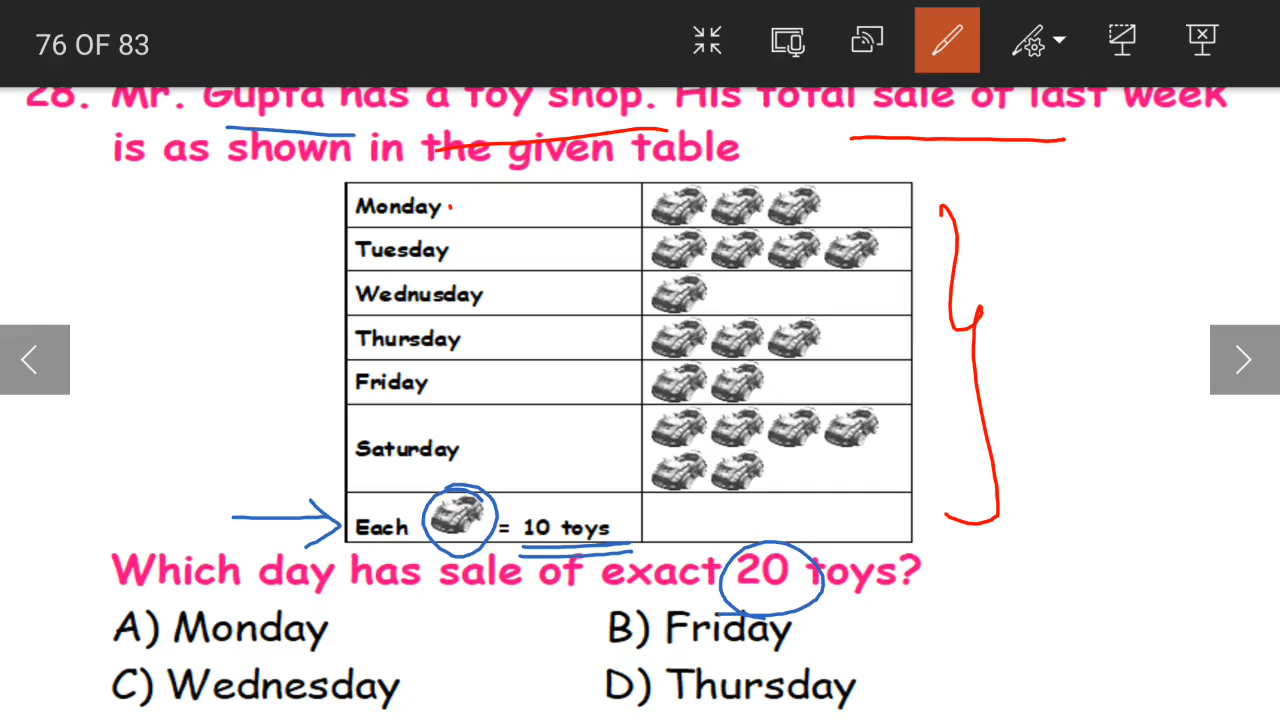 76 OF 83
28. Mr. Gupta has a toy shop. His total sale of last week
is as shown in the given table
Monday
Tuesday
Wednusday
Thursday
Friday
Saturday
Each = 10 toys
Which day has sale of exact 20 toys?
A) Monday
B) Friday
C) Wednesday
D) Thursday